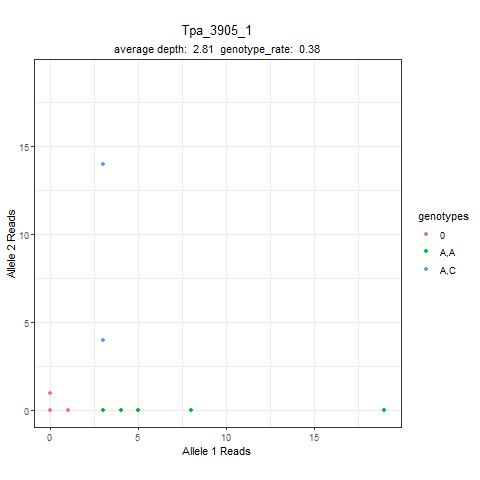 Tpa_3905_1
average depth:  2.81  genotype_rate:  0.38
15
10
5
0
Allele 2 Reads
0 5 10 15
Allele 1 Reads
genotypes
0
A,A
A,C